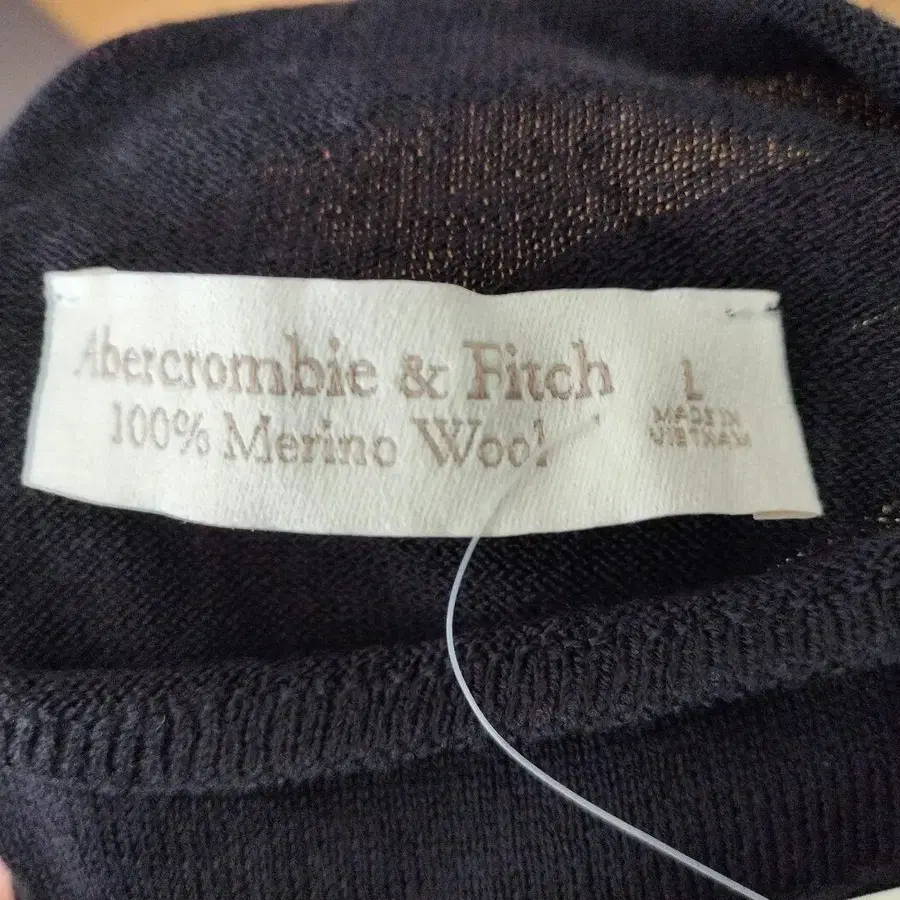 Abercrombie & Fitch
100% Merino Wool
L
MADE IN
VIETNAM